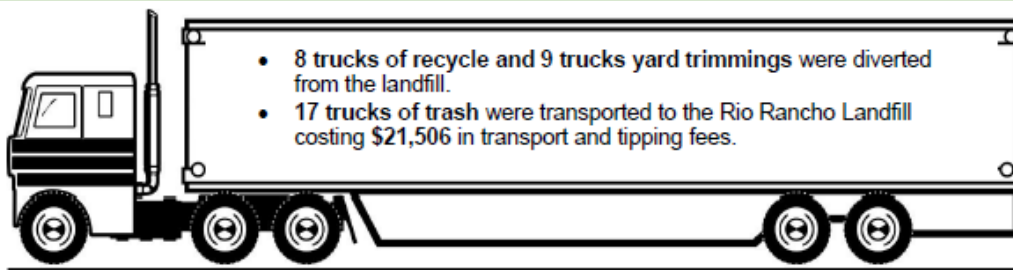 • 8 trucks of recycle and 9 trucks yard trimmings were diverted
from the landfill.
• 17 trucks of trash were transported to the Rio Rancho Landfill
costing $21,506 in transport and tipping fees.